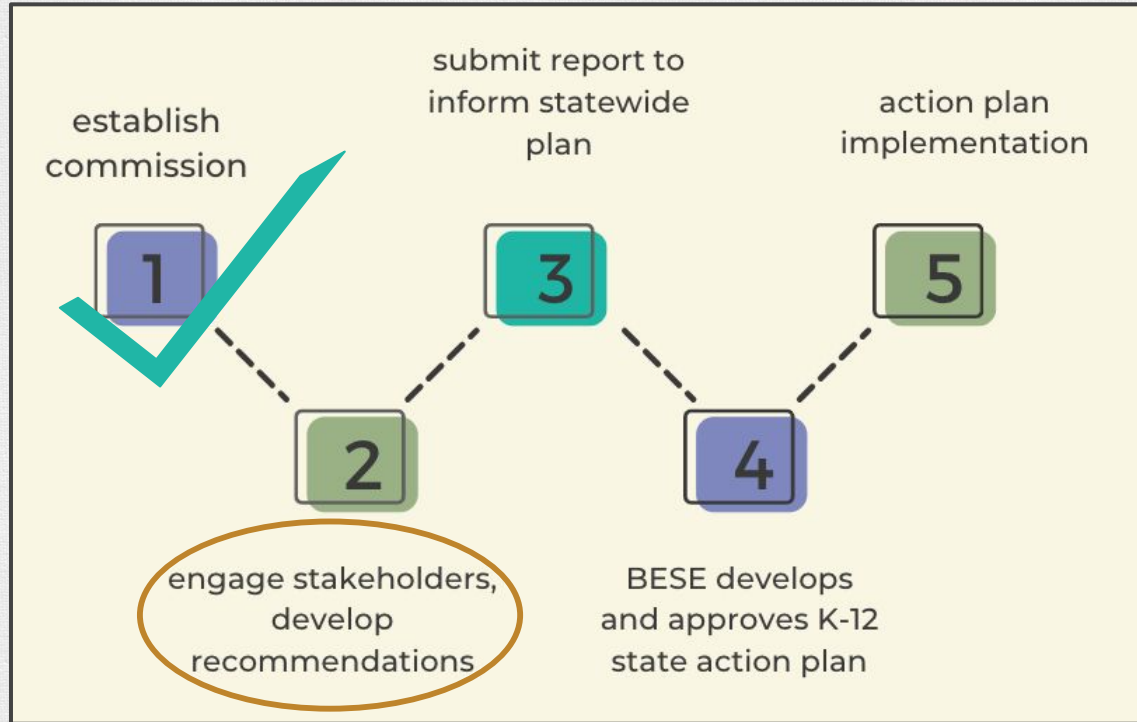 establish
commission
1
2
engage stakeholders,
develop
recommendations
submit report to
inform statewide
plan
3
4
BESE develops
and approves K-12
state action plan
action plan
implementation
5